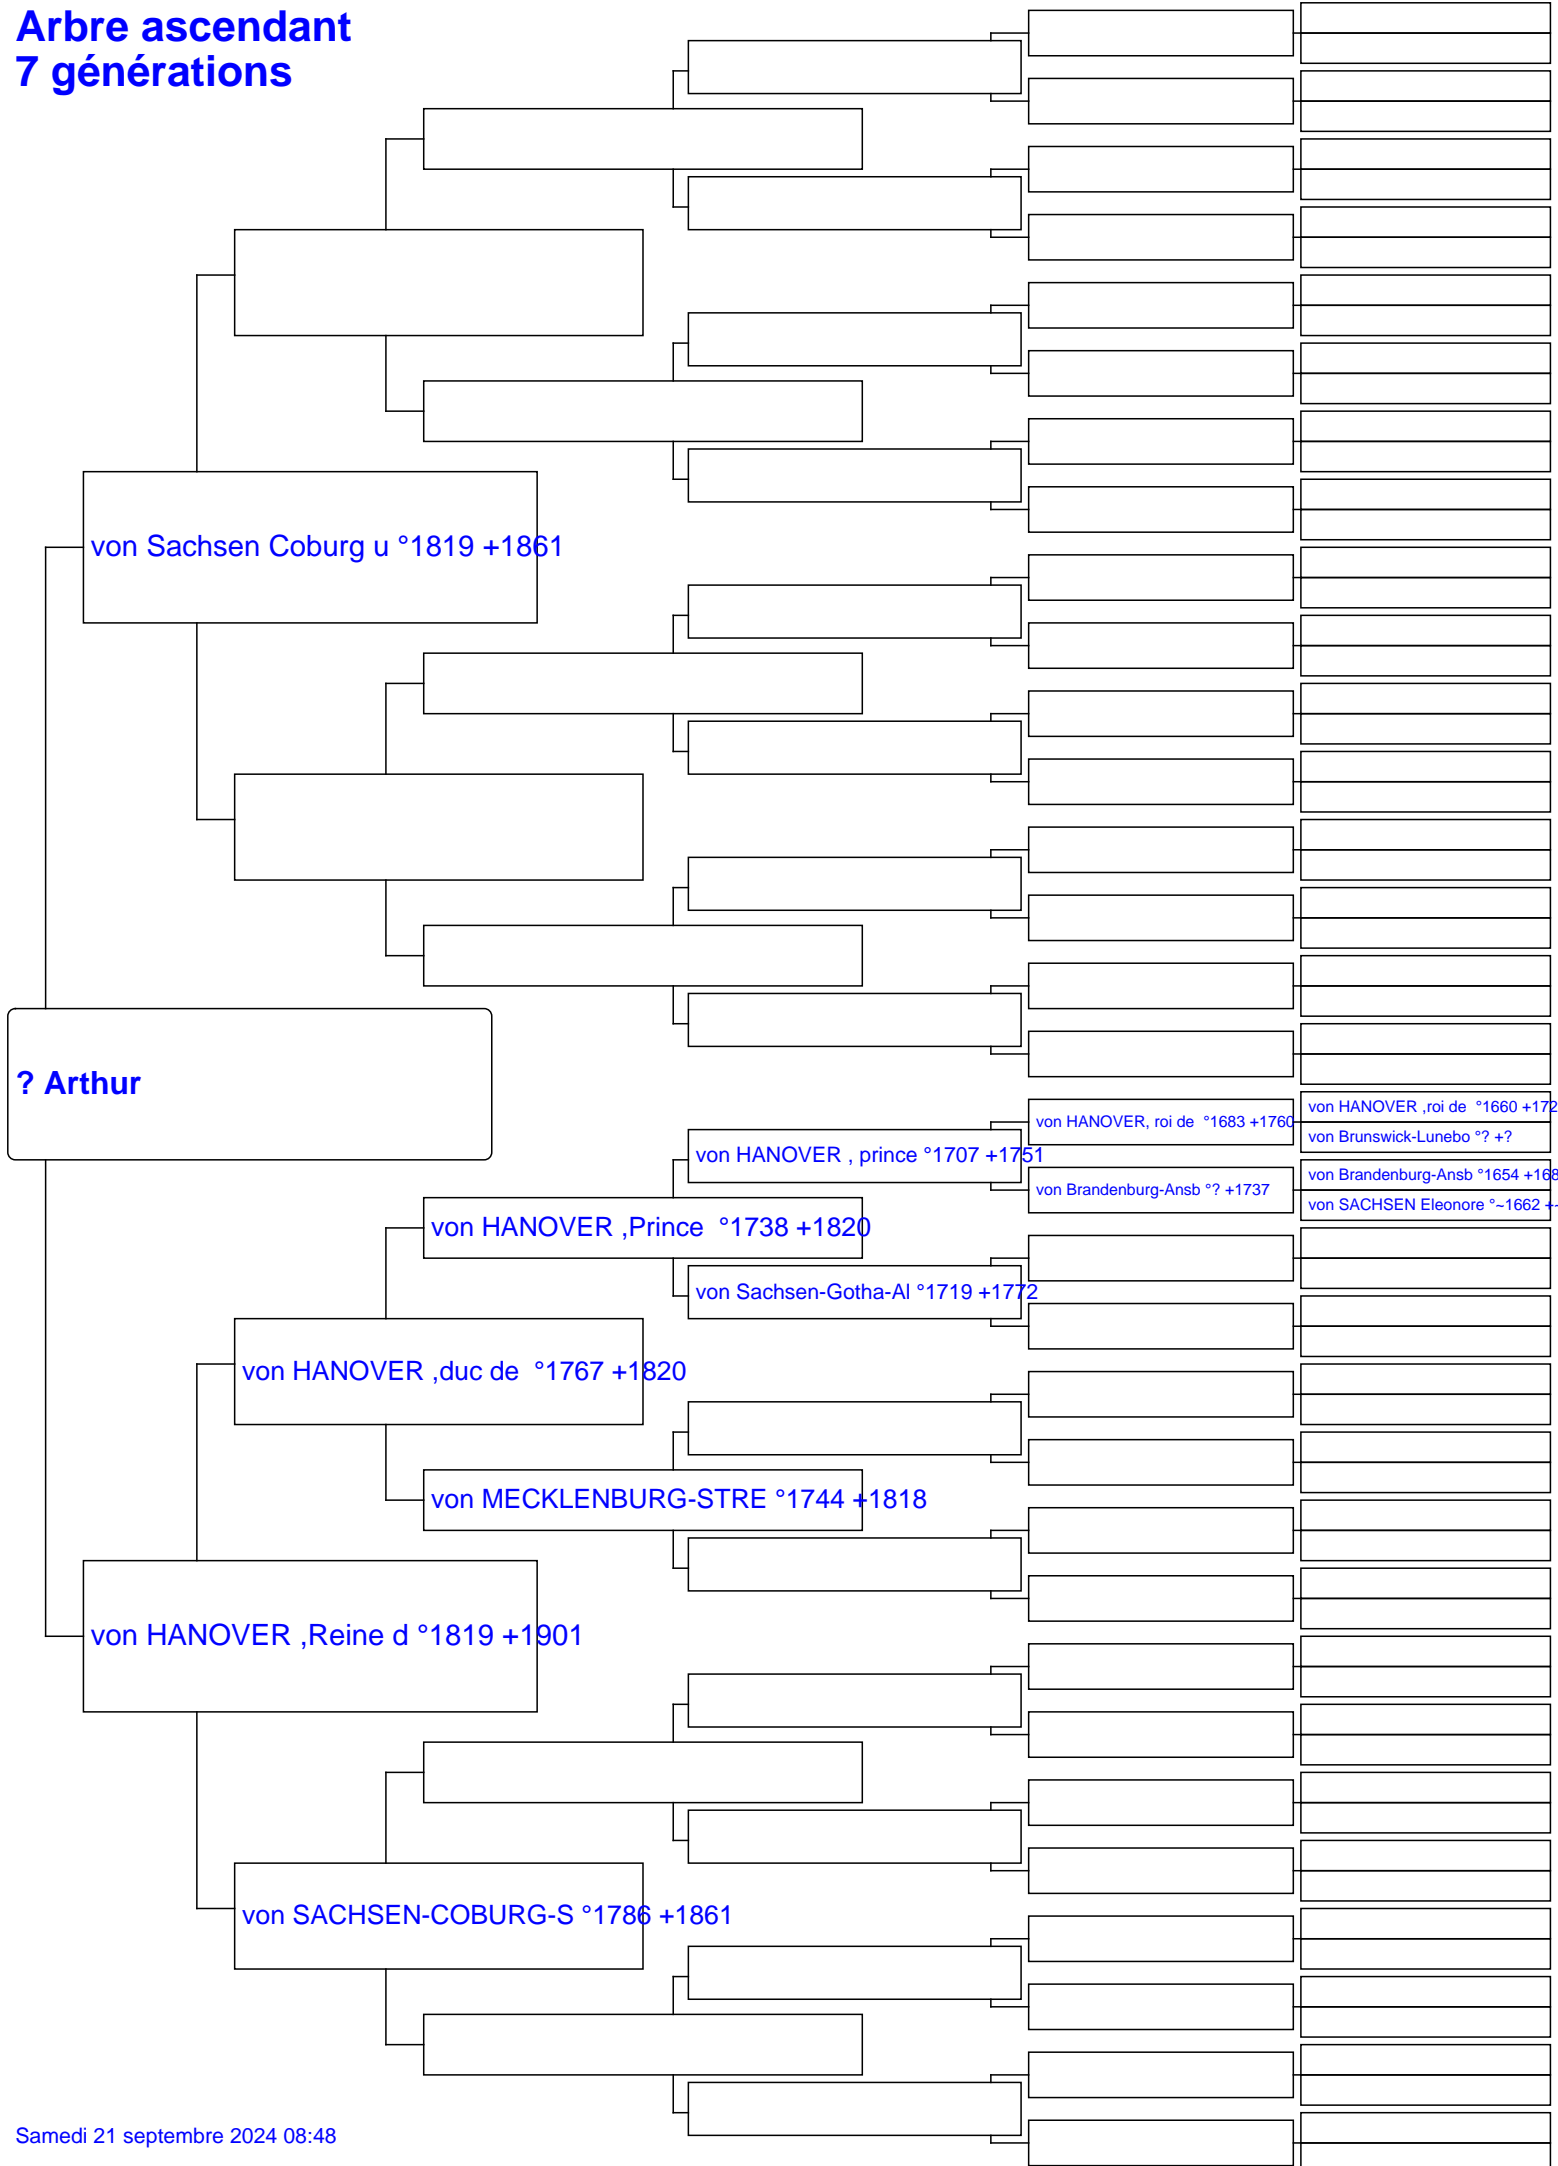 Arbre ascendant
7 générations
von Sachsen Coburg u °1819 +1861
? Arthur
von HANOVER ,roi de  °1660 +172
von HANOVER, roi de  °1683 +1760
von Brunswick-Lunebo °? +?
von HANOVER , prince °1707 +1751
von Brandenburg-Ansb °1654 +168
von Brandenburg-Ansb °? +1737
von SACHSEN Eleonore °~1662 +~
von HANOVER ,Prince  °1738 +1820
von Sachsen-Gotha-Al °1719 +1772
von HANOVER ,duc de  °1767 +1820
von MECKLENBURG-STRE °1744 +1818
von HANOVER ,Reine d °1819 +1901
von SACHSEN-COBURG-S °1786 +1861
Samedi 21 septembre 2024 08:48